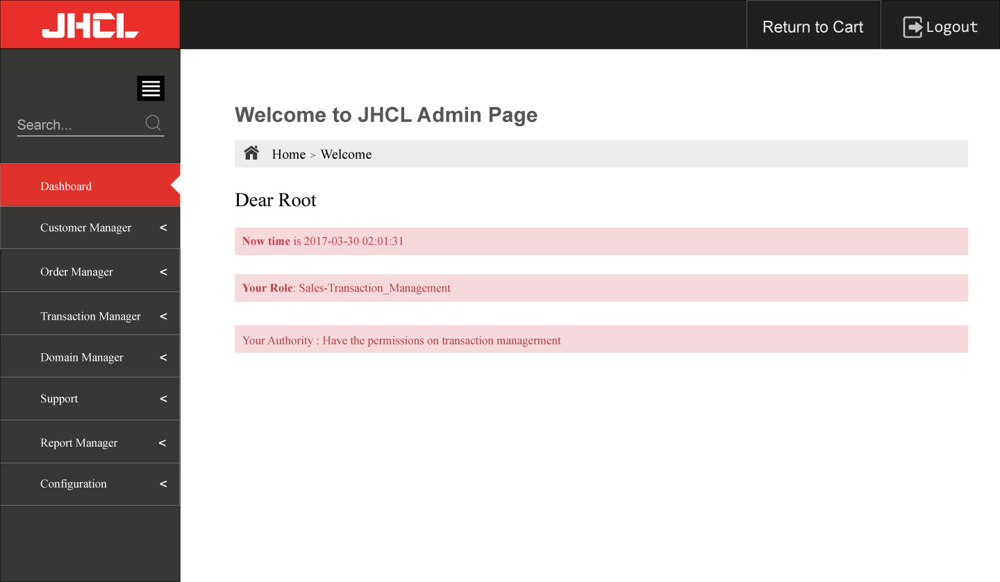 JHCL
Return to Cart
Logout
Search...
Dashboard
Customer Manager <
Order Manager <
Transaction Manager <
Domain Manager <
Support <
Report Manager <
Configuration <
Welcome to JHCL Admin Page
Home > Welcome
Dear Root
Now time is 2017-03-30 02:01:31
Your Role: Sales-Transaction_Management
Your Authority : Have the permissions on transaction managerment